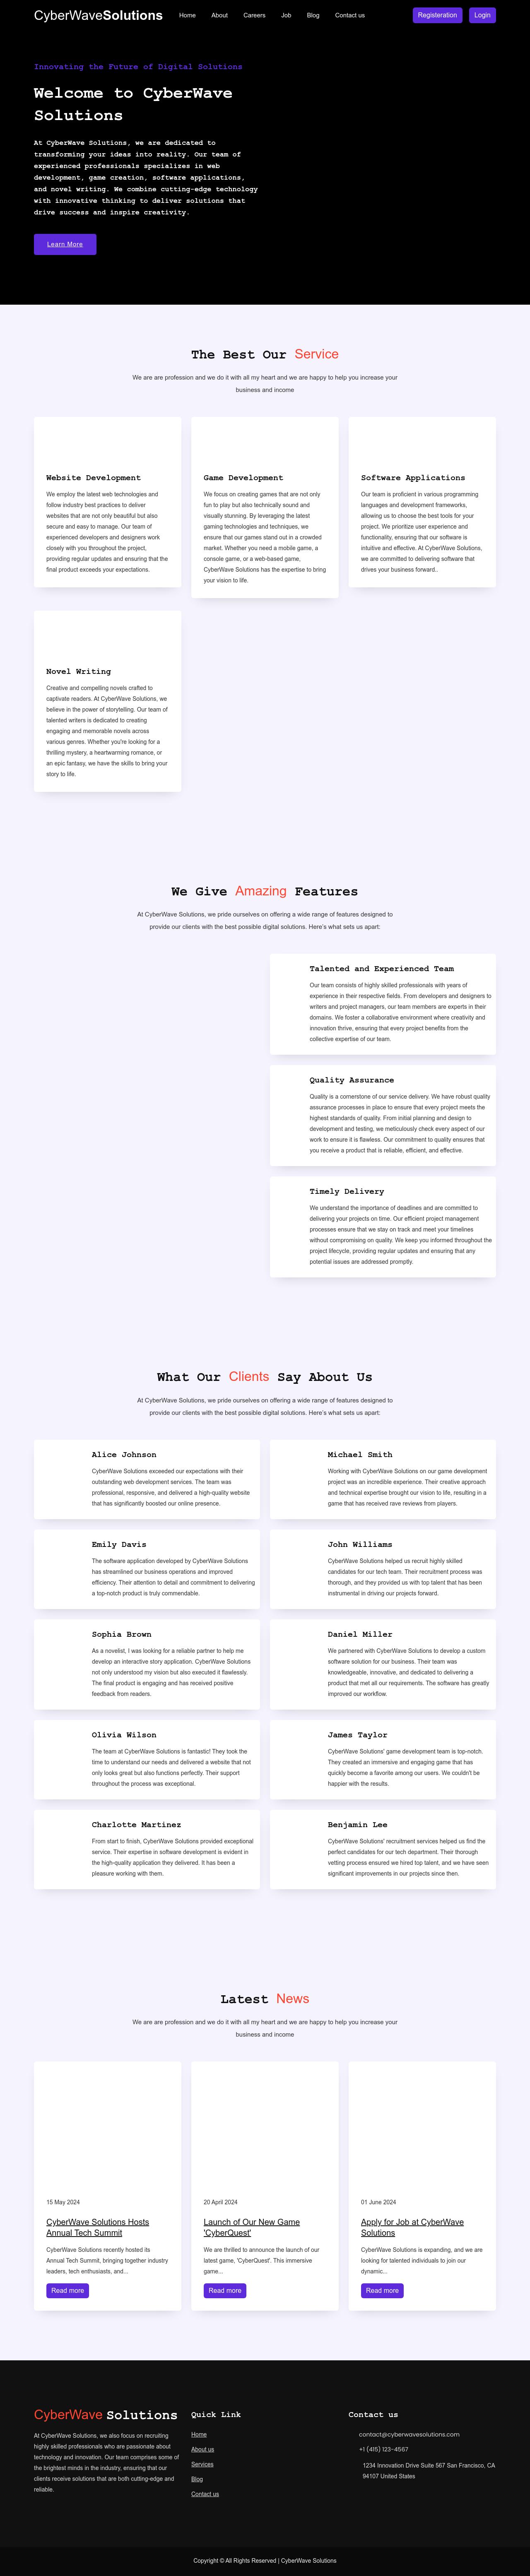 CyberWaveSolutions Home About Careers Job Blog Contact us Registeration Login
Innovating the Future of Digital Solutions
Welcome to CyberWave
Solutions
At CyberWave Solutions, we are dedicated to
transforming your ideas into reality. Our team of
experienced professionals specializes in web
development, game creation, software applications,
and novel writing. We combine cutting-edge technology
with innovative thinking to deliver solutions that
drive success and inspire creativity.
Learn More
The Best Our Service
We are are profession and we do it with all my heart and we are happy to help you increase your
business and income
Website Development
We employ the latest web technologies and
follow industry best practices to deliver
websites that are not only beautiful but also
secure and easy to manage. Our team of
experienced developers and designers work
closely with you throughout the project,
providing regular updates and ensuring that the
final product exceeds your expectations.
Game Development
We focus on creating games that are not only
fun to play but also technically sound and
visually stunning. By leveraging the latest
gaming technologies and techniques, we
ensure that our games stand out in a crowded
market. Whether you need a mobile game, a
console game, or a web-based game,
CyberWave Solutions has the expertise to bring
your vision to life.
Software Applications
Our team is proficient in various programming
languages and development frameworks,
allowing us to choose the best tools for your
project. We prioritize user experience and
functionality, ensuring that our software is
intuitive and effective. At CyberWave Solutions,
we are committed to delivering software that
drives your business forward..
Novel Writing
Creative and compelling novels crafted to
captivate readers. At CyberWave Solutions, we
believe in the power of storytelling. Our team of
talented writers is dedicated to creating
engaging and memorable novels across
various genres. Whether you're looking for a
thrilling mystery, a heartwarming romance, or
an epic fantasy, we have the skills to bring your
story to life.
We Give Amazing Features
At CyberWave Solutions, we pride ourselves on offering a wide range of features designed to
provide our clients with the best possible digital solutions. Here's what sets us apart:
Talented and Experienced Team
Our team consists of highly skilled professionals with years of
experience in their respective fields. From developers and designers to
writers and project managers, our team members are experts in their
domains. We foster a collaborative environment where creativity and
innovation thrive, ensuring that every project benefits from the
collective expertise of our team.
Quality Assurance
Quality is a cornerstone of our service delivery. We have robust quality
assurance processes in place to ensure that every project meets the
highest standards of quality. From initial planning and design to
development and testing, we meticulously check every aspect of our
work to ensure it is flawless. Our commitment to quality ensures that
you receive a product that is reliable, efficient, and effective.
Timely Delivery
We understand the importance of deadlines and are committed to
delivering your projects on time. Our efficient project management
processes ensure that we stay on track and meet your timelines
without compromising on quality. We keep you informed throughout the
project lifecycle, providing regular updates and ensuring that any
potential issues are addressed promptly.
What Our Clients Say About Us
At CyberWave Solutions, we pride ourselves on offering a wide range of features designed to
provide our clients with the best possible digital solutions. Here's what sets us apart:
Alice Johnson
CyberWave Solutions exceeded our expectations with their
outstanding web development services. The team was
professional, responsive, and delivered a high-quality website
that has significantly boosted our online presence.
Michael Smith
Working with CyberWave Solutions on our game development
project was an incredible experience. Their creative approach
and technical expertise brought our vision to life, resulting in a
game that has received rave reviews from players.
Emily Davis
The software application developed by CyberWave Solutions
has streamlined our business operations and improved
efficiency. Their attention to detail and commitment to delivering
a top-notch product is truly commendable.
John Williams
CyberWave Solutions helped us recruit highly skilled
candidates for our tech team. Their recruitment process was
thorough, and they provided us with top talent that has been
instrumental in driving our projects forward.
Sophia Brown
As a novelist, I was looking for a reliable partner to help me
develop an interactive story application. CyberWave Solutions
not only understood my vision but also executed it flawlessly.
The final product is engaging and has received positive
feedback from readers.
Daniel Miller
We partnered with CyberWave Solutions to develop a custom
software solution for our business. Their team was
knowledgeable, innovative, and dedicated to delivering a
product that met all our requirements. The software has greatly
improved our workflow.
Olivia Wilson
The team at CyberWave Solutions is fantastic! They took the
time to understand our needs and delivered a website that not
only looks great but also functions perfectly. Their support
throughout the process was exceptional.
James Taylor
CyberWave Solutions' game development team is top-notch.
They created an immersive and engaging game that has
quickly become a favorite among our users. We couldn't be
happier with the results.
Charlotte Martinez
From start to finish, CyberWave Solutions provided exceptional
service. Their expertise in software development is evident in
the high-quality application they delivered. It has been a
pleasure working with them.
Benjamin Lee
CyberWave Solutions' recruitment services helped us find the
perfect candidates for our tech department. Their thorough
vetting process ensured we hired top talent, and we have seen
significant improvements in our projects since then.
Latest News
We are are profession and we do it with all my heart and we are happy to help you increase your
business and income
15 May 2024
CyberWave Solutions Hosts
Annual Tech Summit
CyberWave Solutions recently hosted its
Annual Tech Summit, bringing together industry
leaders, tech enthusiasts, and...
Read more
20 April 2024
Launch of Our New Game
'CyberQuest'
We are thrilled to announce the launch of our
latest game, 'CyberQuest'. This immersive
game...
Read more
01 June 2024
Apply for Job at CyberWave
Solutions
CyberWave Solutions is expanding, and we are
looking for talented individuals to join our
dynamic...
Read more
CyberWave Solutions
At CyberWave Solutions, we also focus on recruiting
highly skilled professionals who are passionate about
technology and innovation. Our team comprises some of
the brightest minds in the industry, ensuring that our
clients receive solutions that are both cutting-edge and
reliable.
Quick Link
Home
About us
Services
Blog
Contact us
Contact us
contact@cyberwavesolutions.com
+1 (415) 123-4567
1234 Innovation Drive Suite 567 San Francisco, CA
94107 United States
Copyright © All Rights Reserved | CyberWave Solutions